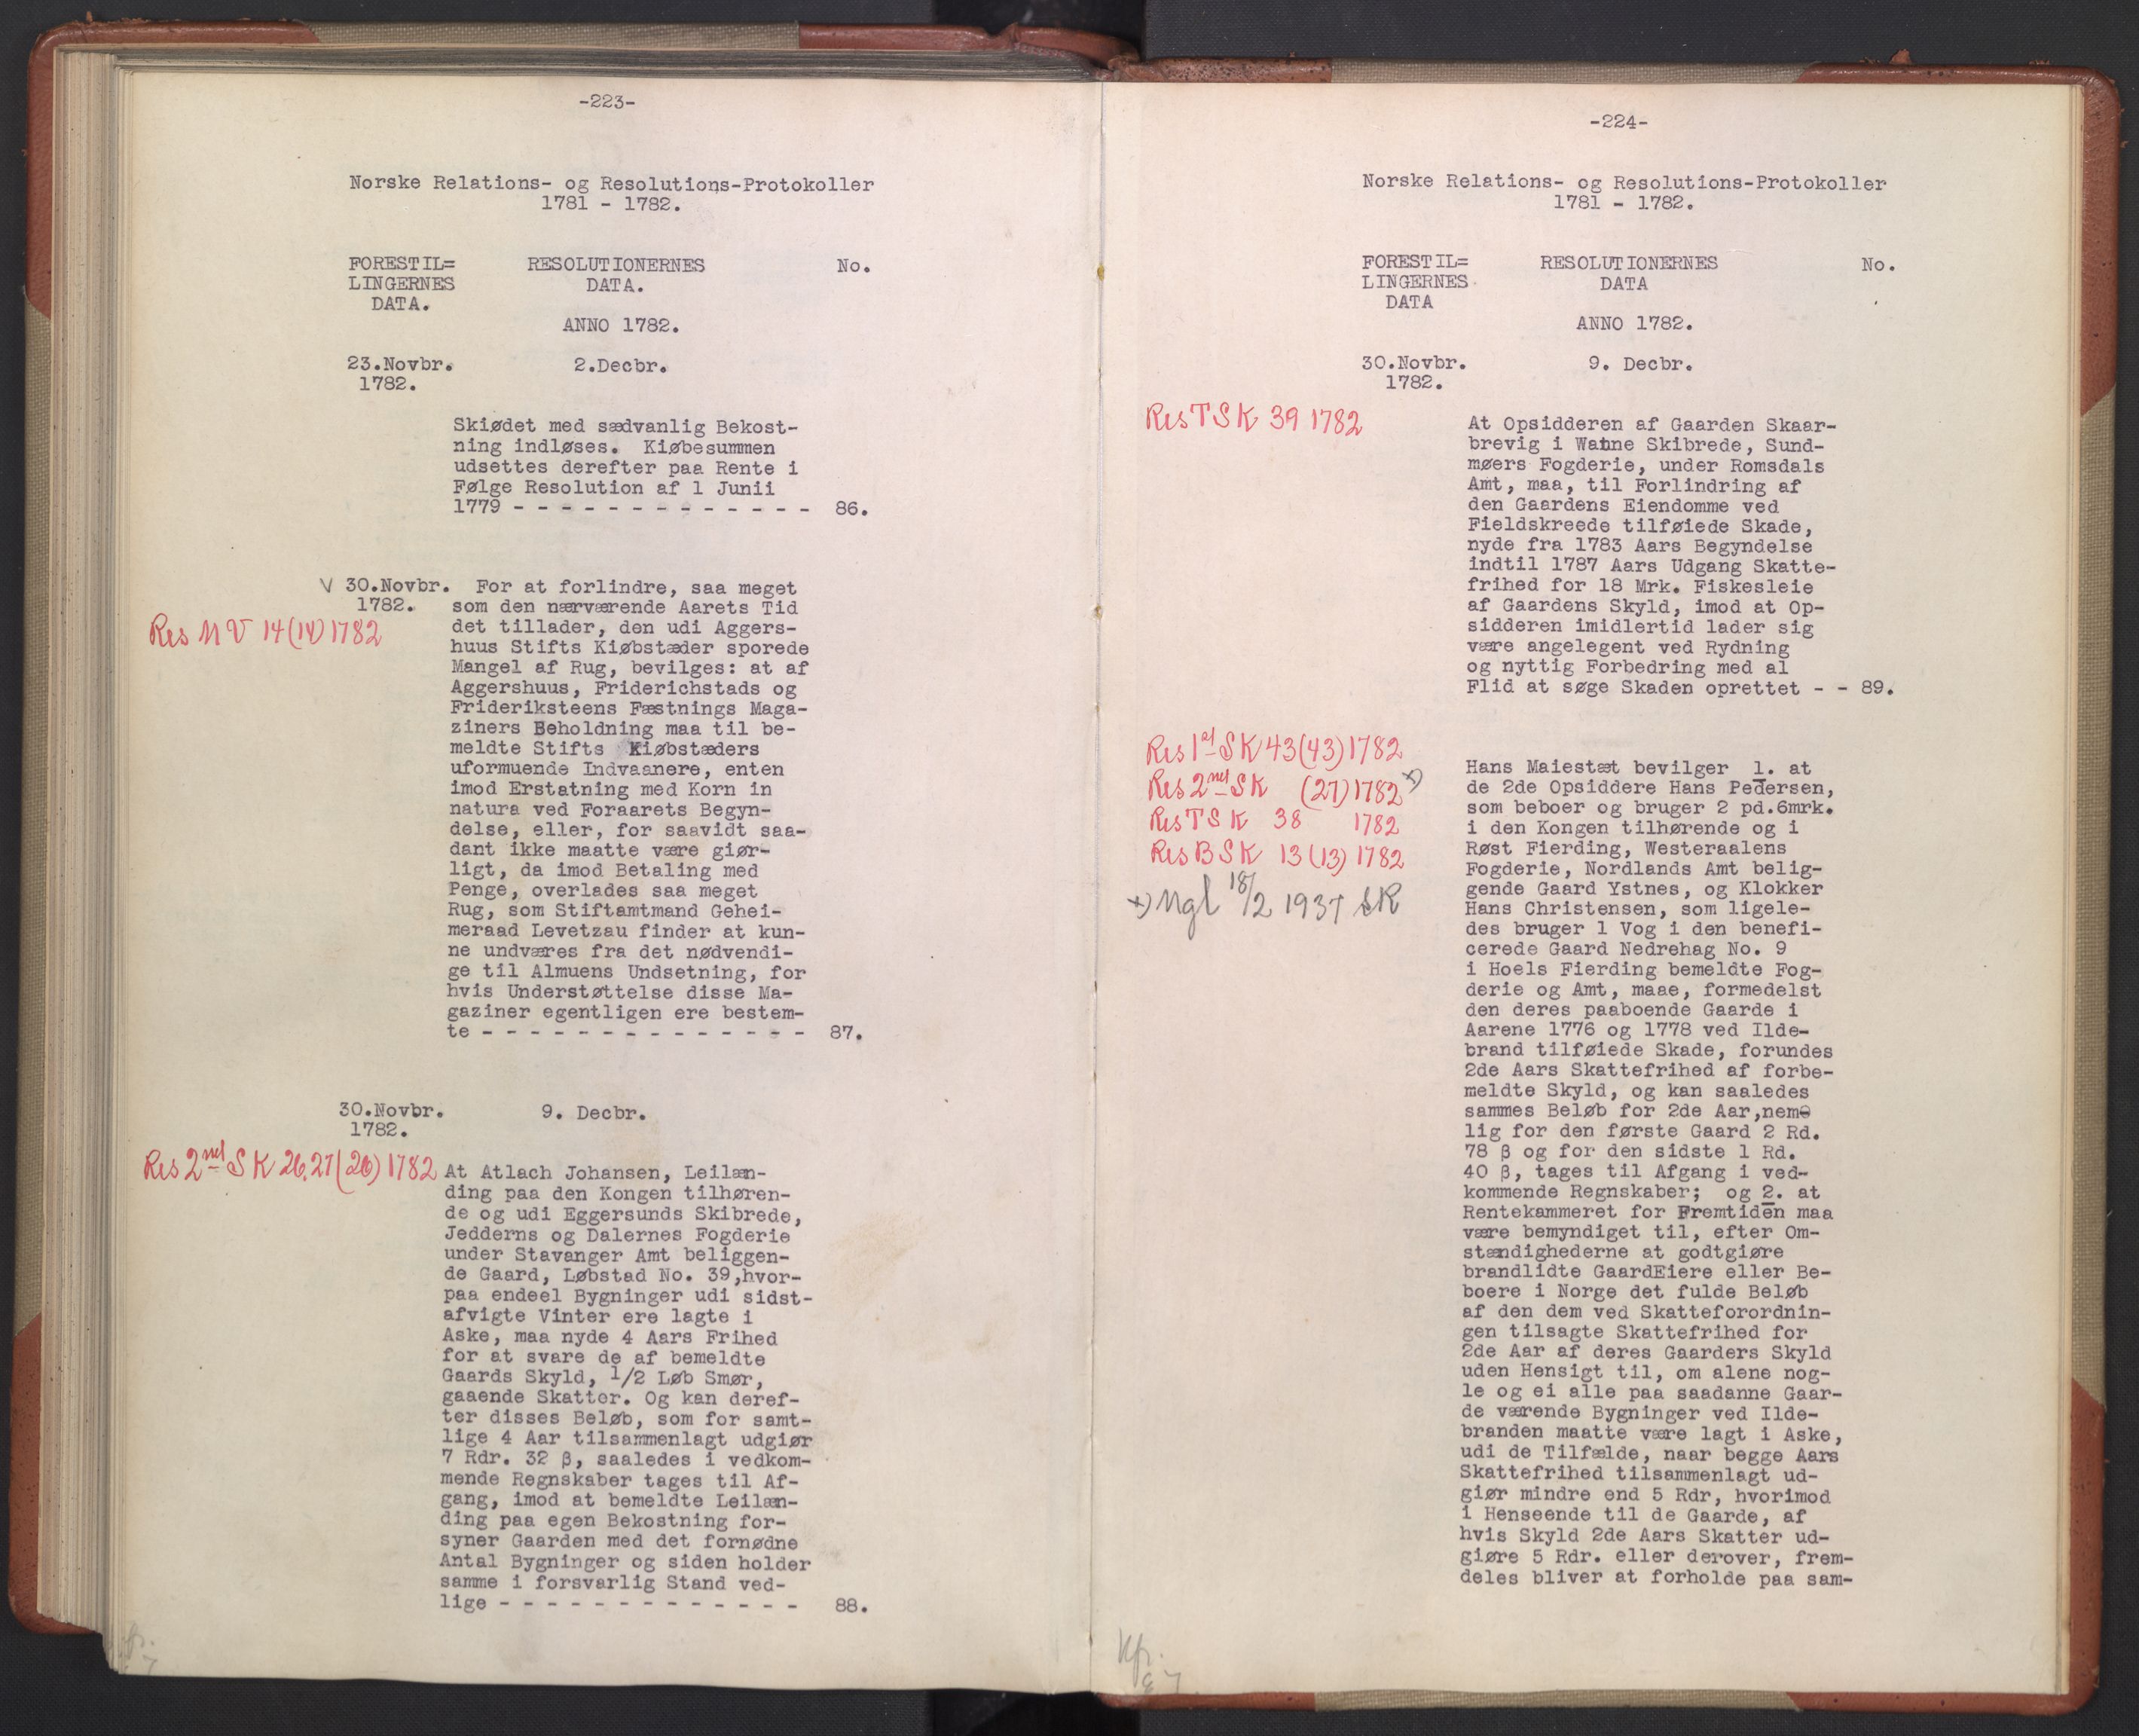 -223-
Norske Relations- og Resolutions-Protokoller
1781 - 1782.
FORESTIL=
LINGERNES
DATA.
RESOLUTIONERNES
DATA.
No.
ANNO 1782.
23.Novbr.
1782.
2.Decbr.
Skiødet med sædvanlig Bekost-
ning indløses. Kiøbesummen
udsettes derefter paa Rente i
Følge Resolution af 1 Junii
1779 - - - - - - - - - - - - - 86.
V 30.Novbr.
1782.
Res NV 14(14) 1782
For at forlindre, saa meget
som den nærværende Aarets Tid
det tillader, den udi Aggers-
huus Stifts Kiøbstæder sporede
Mangel af Rug, bevilges: at af
Aggershuus, Friderichstads og
Frideriksteens Fæstnings Maga-
ziners Beholdning maa til be-
meldte Stifts Kiøbstæders
uformuende Indvaanere, enten
imod Erstatning med Korn in
natura ved Foraarets Begyn-
delse, eller, for saavidt saa-
dant ikke maatte være giør-
ligt, da imod Betaling med
Penge, overlades saa meget
Rug, som Stiftamtmand Gehei-
meraad Levetzau finder at kun-
ne undværes fra det nødvendi-
ge til Almuens Undsetning, for
hvis Understøttelse disse Ma-
gaziner egentligen ere bestem-
te - - - - - - - - - - - - - - 87.
30.Novbr.
1782.
9. Decbr.
Res 2nd SK 26,27(26) 1782
At Atlach Johansen, Leilæn-
ding paa den Kongen tilhøren-
de og udi Eggersunds Skibrede,
Jedderns og Dalernes Fogderie
under Stavanger Amt beliggen-
de Gaard, Løbstad No. 39,hvor-
paa endeel Bygninger udi sidst-
afvigte Vinter ere lagte i
Aske, maa nyde 4 Aars Frihed
for at svare de af bemeldte
Gaards Skyld, 1/2 Løb Smør,
gaaende Skatter. Og kan deref-
ter disses Beløb, som for samt-
lige 4 Aar tilsammenlagt udgiør
7 Rdr. 32 β, saaledes i vedkom-
mende Regnskaber tages til Af-
gang, imod at bemeldte Leilæn-
ding paa egen Bekostning for-
syner Gaarden med det fornødne
Antal Bygninger og siden holder
samme i forsvarlig Stand ved-
lige - - - - - - - - - - - - - 88.
-224-
Norske Relations- og Resolutions-Protokoller
1781 - 1782.
FORESTIL=
LINGERNES
DATA
RESOLUTIONERNES
DATA
No.
ANNO 1782.
30.Novbr.
1782.
9. Decbr.
Res TSK 39 1782
At Opsidderen af Gaarden Skaar-
brevig i Watne Skibrede, Sund-
møers Fogderie, under Romsdals
Amt, maa, til Forlindring af
den Gaardens Eiendomme ved
Fieldskreede tilføiede Skade,
nyde fra 1783 Aars Begyndelse
indtil 1787 Aars Udgang Skatte-
frihed for 18 Mrk. Fiskesleie
af Gaardens Skyld, imod at Op-
sidderen imidlertid lader sig
være angelegent ved Rydning
og nyttig Forbedring med al
Flid at søge Skaden oprettet - - 89.
Res 1st SK 43(43) 1782
Res 2nd SK (27) 1782 x)
Res TSK 38 1782
Res BSK 13 (13) 1782
x) Mgl 18/2 1937 SR
Hans Maiestæt bevilger 1. at
de 2de Opsiddere Hans Pedersen,
som beboer og bruger 2 pd.6mrk.
i den Kongen tilhørende og i
Røst Fierding, Westeraalens
Fogderie, Nordlands Amt belig-
gende Gaard Ystnes, og Klokker
Hans Christensen, som ligele-
des bruger 1 Vog i den benefi-
cerede Gaard Nedrehag No. 9
i Hoels Fierding bemeldte Fog-
derie og Amt, maae, formedelst
den deres paaboende Gaarde i
Aarene 1776 og 1778 ved Ilde-
brand tilføiede Skade, forundes
2de Aars Skattefrihed af forbe-
meldte Skyld, og kan saaledes
sammes Beløb for 2de Aar,neme
lig for den første Gaard 2 Rd.
78 β og for den sidste 1 Rd.
40 β, tages til Afgang i ved-
kommende Regnskaber; og 2. at
Rentekammeret for Fremtiden maa
være bemyndiget til, efter Om-
stændighederne at godtgiøre
brandlidte GaardEiere eller Be-
boere i Norge det fulde Beløb
af den dem ved Skatteforordnin-
gen tilsagte Skattefrihed for
2de Aar af deres Gaarders Skyld
uden Hensigt til, om alene nog-
le og ei alle paa saadanne Gaar-
de værende Bygninger ved Ilde-
branden maatte være lagt i Aske,
udi de Tilfælde, naar begge Aars
Skattefrihed tilsammenlagt ud-
giør mindre end 5 Rdr, hvorimod
i Henseende til de Gaarde, af
hvis Skyld 2de Aars Skatter ud-
giøre 5 Rdr. eller derover, frem-
deles bliver at forholde paa sam-
Kfr.